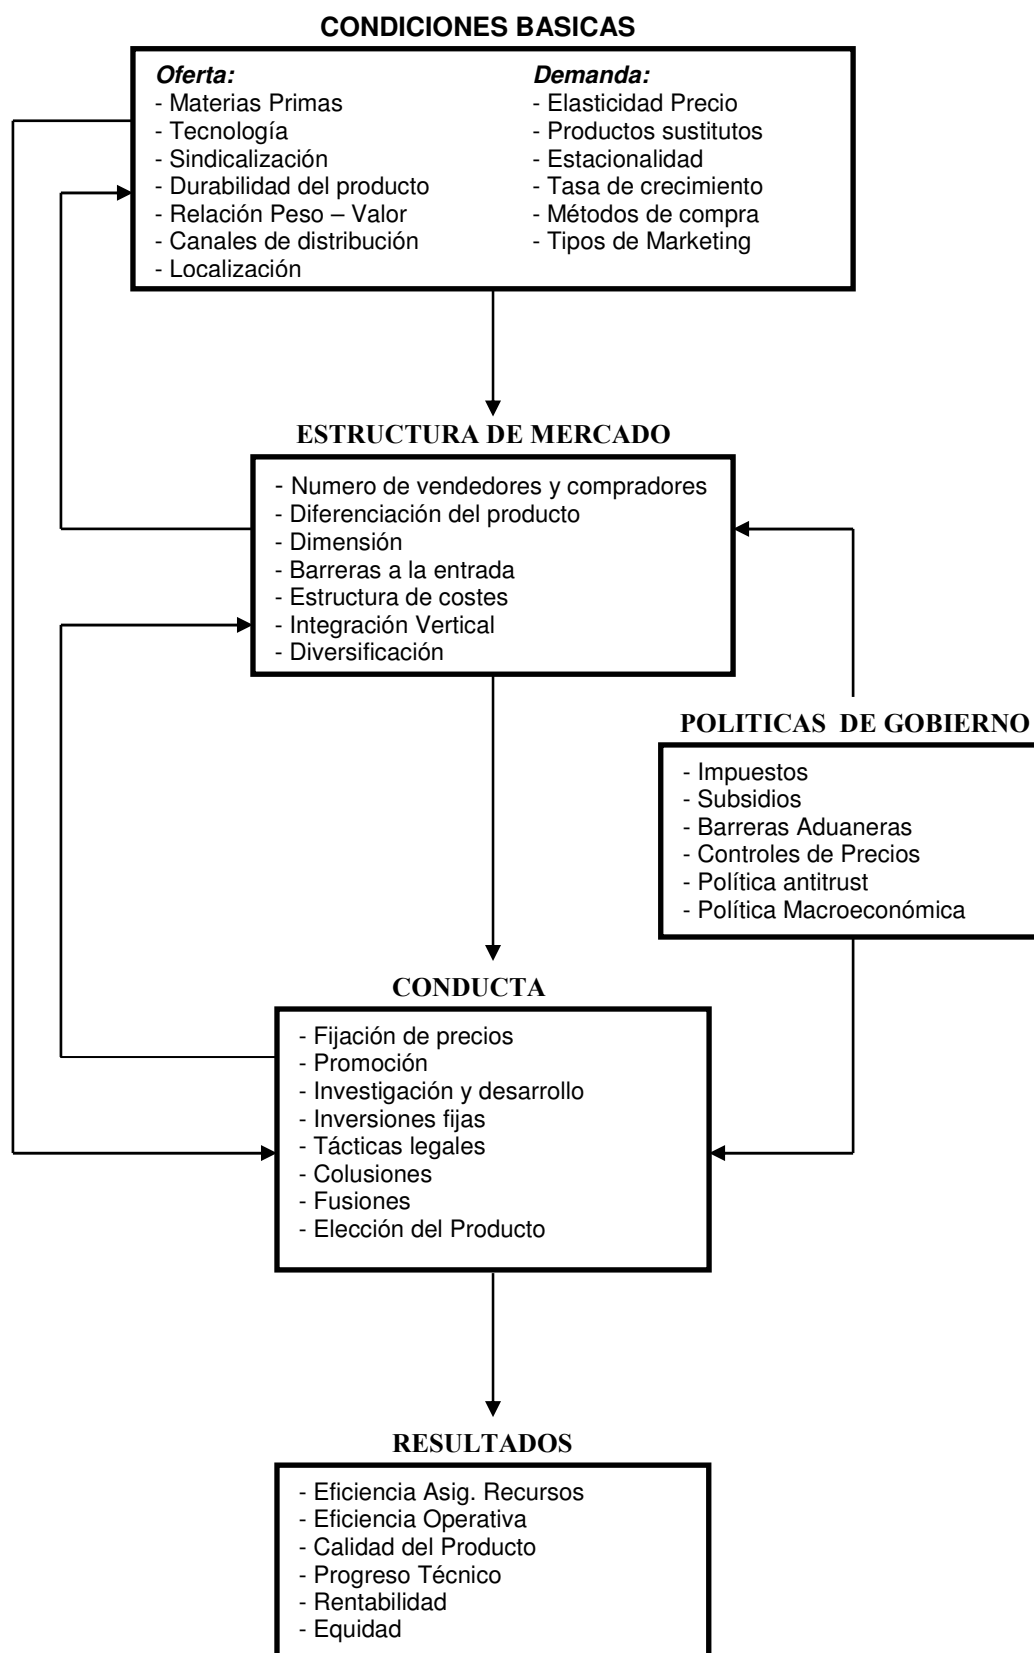 CONDICIONES BASICAS
Oferta:
- Materias Primas
- Tecnología
- Sindicalización
- Durabilidad del producto
- Relación Peso – Valor
- Canales de distribución
- Localización
Demanda:
- Elasticidad Precio
- Productos sustitutos
- Estacionalidad
- Tasa de crecimiento
- Métodos de compra
- Tipos de Marketing
ESTRUCTURA DE MERCADO
- Numero de vendedores y compradores
- Diferenciación del producto
- Dimensión
- Barreras a la entrada
- Estructura de costes
- Integración Vertical
- Diversificación
POLITICAS DE GOBIERNO
- Impuestos
- Subsidios
- Barreras Aduaneras
- Controles de Precios
- Política antitrust
- Política Macroeconómica
CONDUCTA
- Fijación de precios
- Promoción
- Investigación y desarrollo
- Inversiones fijas
- Tácticas legales
- Colusiones
- Fusiones
- Elección del Producto
RESULTADOS
- Eficiencia Asig. Recursos
- Eficiencia Operativa
- Calidad del Producto
- Progreso Técnico
- Rentabilidad
- Equidad